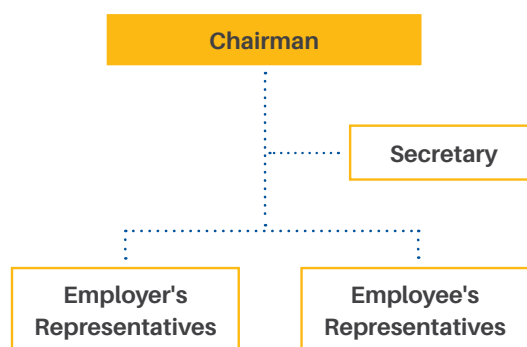 Chairman
Secretary
Employer's
Representatives
Employee's
Representatives